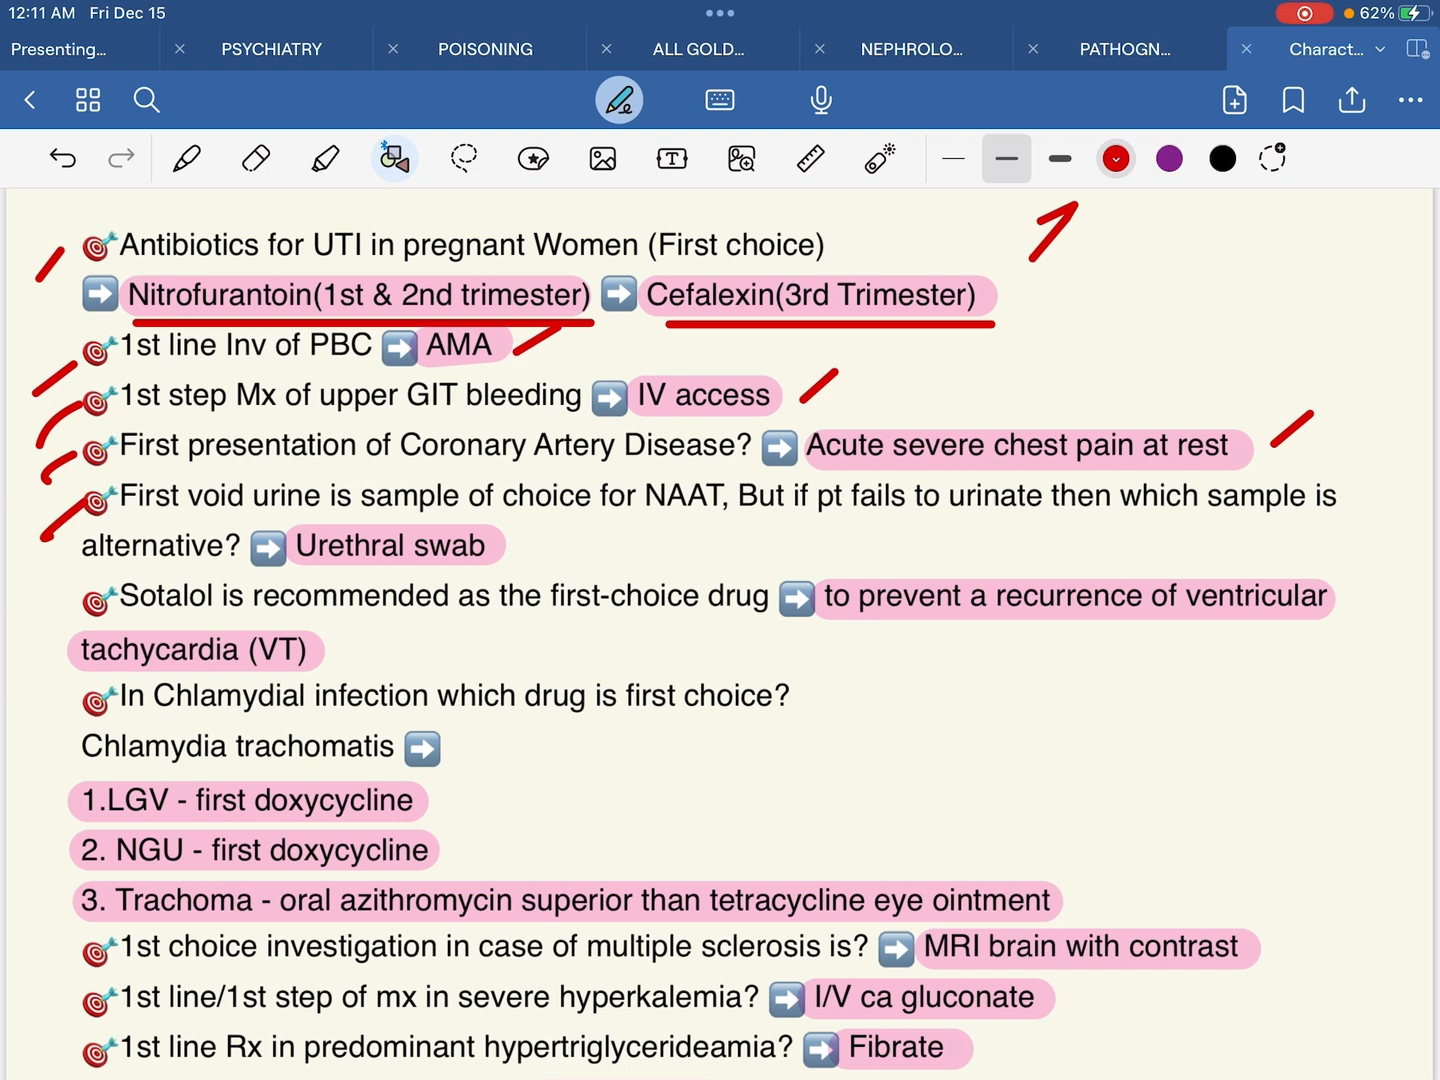 12:11 AM Fri Dec 15
62%
Presenting...
PSYCHIATRY
POISONING
ALL GOLD...
NEPHROLO...
PATHOGN...
Charact...
Antibiotics for UTI in pregnant Women (First choice)
Nitrofurantoin(1st & 2nd trimester) Cefalexin(3rd Trimester)
1st line Inv of PBC AMA
1st step Mx of upper GIT bleeding IV access
First presentation of Coronary Artery Disease? Acute severe chest pain at rest
First void urine is sample of choice for NAAT, But if pt fails to urinate then which sample is
alternative? Urethral swab
Sotalol is recommended as the first-choice drug to prevent a recurrence of ventricular
tachycardia (VT)
In Chlamydial infection which drug is first choice?
Chlamydia trachomatis
1.LGV - first doxycycline
2. NGU - first doxycycline
3. Trachoma - oral azithromycin superior than tetracycline eye ointment
1st choice investigation in case of multiple sclerosis is? MRI brain with contrast
1st line/1st step of mx in severe hyperkalemia? I/V ca gluconate
1st line Rx in predominant hypertriglycerideamia? Fibrate